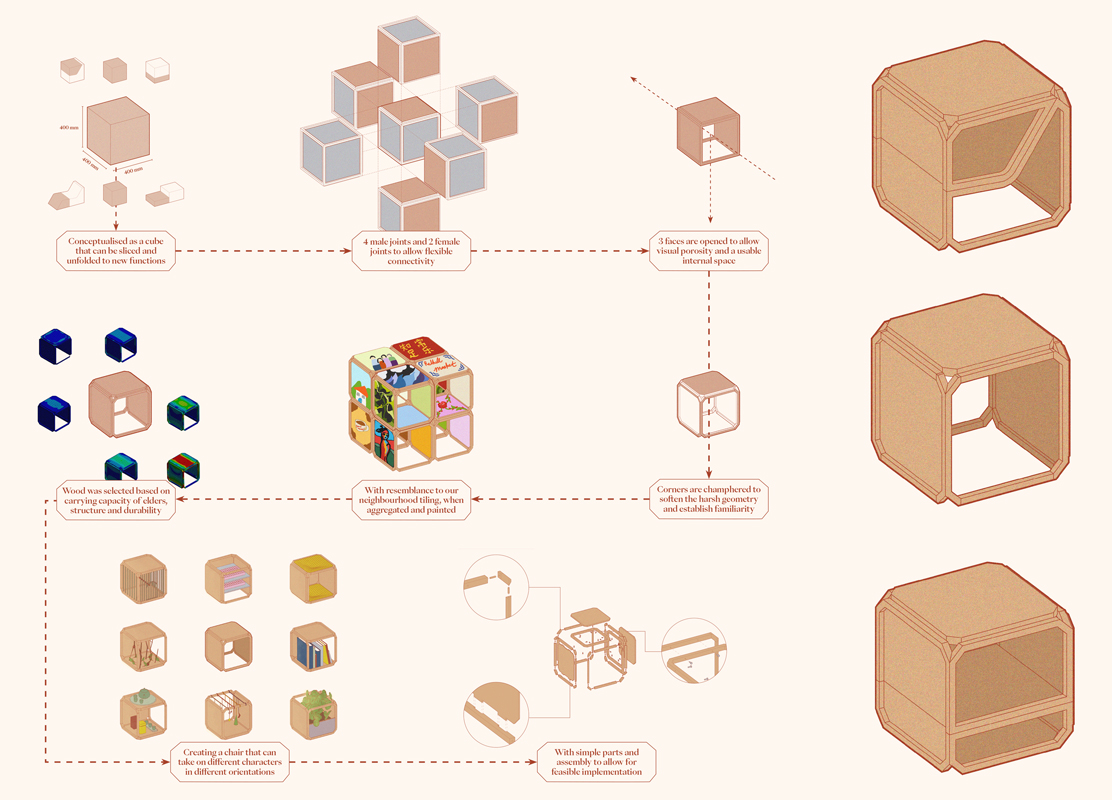 400 mm
400 mm
400 mm
Conceptualised as a cube
that can be sliced and
unfolded to new functions
4 male joints and 2 female
joints to allow flexible
connectivity
3 faces are opened to allow
visual porosity and a usable
internal space
Wood was selected based on
carrying capacity of elders,
structure and durability
With resemblance to our
neighbourhood tiling, when
aggregated and painted
Corners are champhered to
soften the harsh geometry
and establish familiarity
Creating a chair that can
take on different characters
in different orientations
With simple parts and
assembly to allow for
feasible implementation